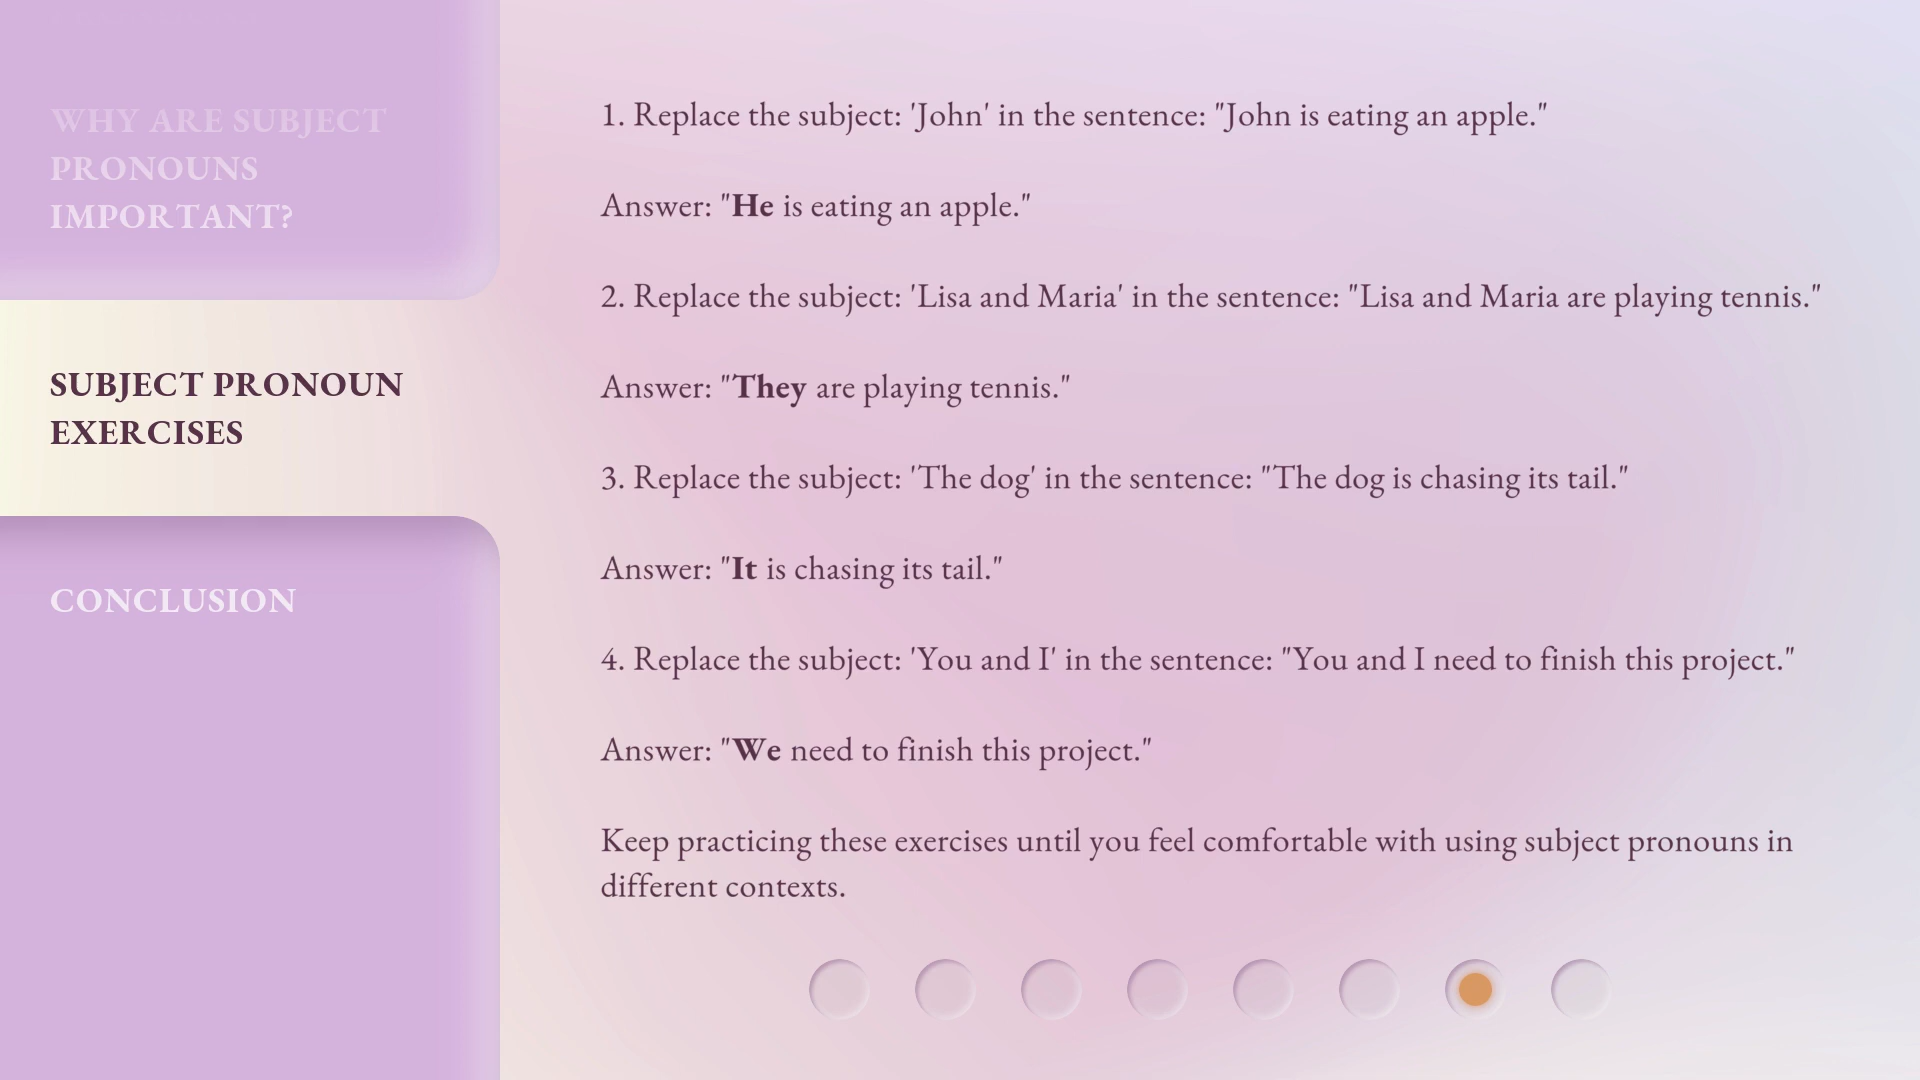 WHY ARE SUBJECT
PRONOUNS
IMPORTANT?
SUBJECT PRONOUN
EXERCISES
CONCLUSION
1. Replace the subject: 'John' in the sentence: "John is eating an apple."
Answer: "He is eating an apple."
2. Replace the subject: 'Lisa and Maria' in the sentence: "Lisa and Maria are playing tennis."
Answer: "They are playing tennis."
3. Replace the subject: 'The dog' in the sentence: "The dog is chasing its tail."
Answer: "It is chasing its tail."
4. Replace the subject: 'You and I' in the sentence: "You and I need to finish this project."
Answer: "We need to finish this project."
Keep practicing these exercises until you feel comfortable with using subject pronouns in
different contexts.